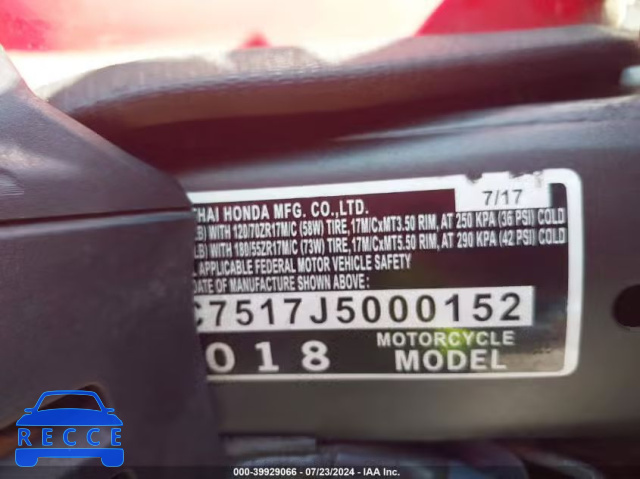 7/17
THAI HONDA MFG. CO.,LTD.
LB) WITH 120/70ZR17M/C (58W) TIRE,17M/CxMT3.50 RIM, AT 250 KPA (36 PSI) COLD
LB) WITH 180/55ZR17M/C (73W) TIRE,17M/CxMT5.50 RIM, AT 290 KPA (42 PSI) COLD
APPLICABLE FEDERAL MOTOR VEHICLE SAFETY
DATE OF MANUFACTURE SHOWN ABOVE:
C7517J5000152
018 MOTORCYCLE MODEL
RECCE
000-39929066 - 07/23/2024 - IAA Inc.